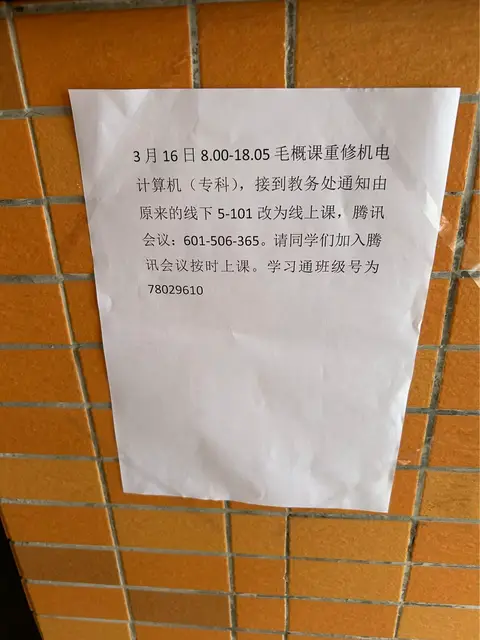 3 月 16 日 8.00-18.05 毛概课重修机电
计算机（专科），接到教务处通知由
原来的线下 5-101 改为线上课，腾讯
会议：601-506-365。请同学们加入腾
讯会议按时上课。学习通班级号为
78029610